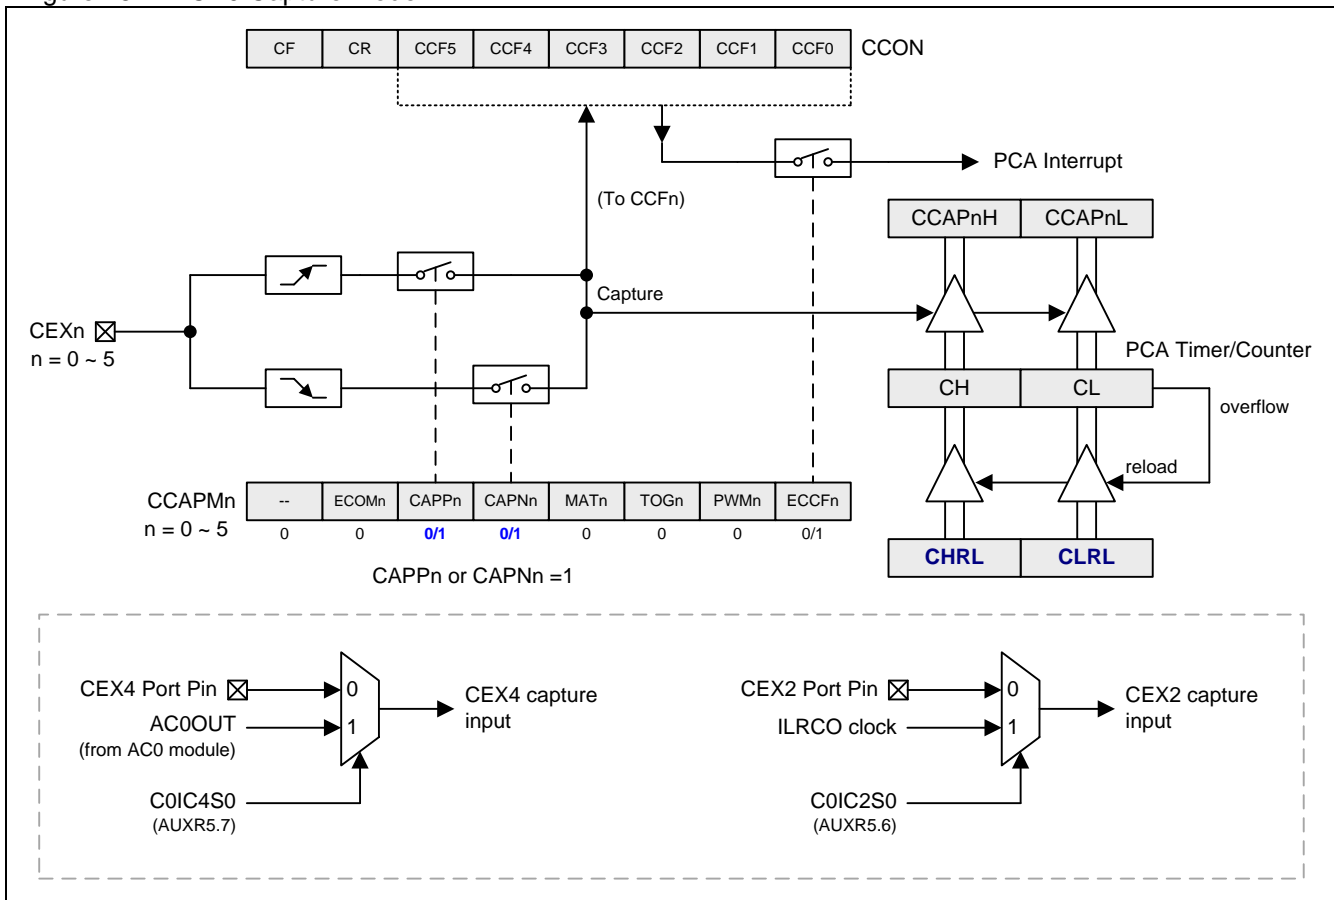 CF CR CCF5 CCF4 CCF3 CCF2 CCF1 CCF0 CCON
PCA Interrupt
(To CCFn)
CCAPnH CCAPnL
Capture
CEXn
n = 0 ~ 5
PCA Timer/Counter
CH CL
overflow
reload
CCAPMn
n = 0 ~ 5
-- ECOMn CAPPn CAPNn MATn TOGn PWMn ECCFn
0 0 0/1 0/1 0 0 0 0/1
CHRL CLRL
CAPPn or CAPNn =1
CEX4 Port Pin
0
AC0OUT
1
(from AC0 module)
CEX4 capture
input
C0IC4S0
(AUXR5.7)
CEX2 Port Pin
0
ILRCO clock
1
CEX2 capture
input
C0IC2S0
(AUXR5.6)